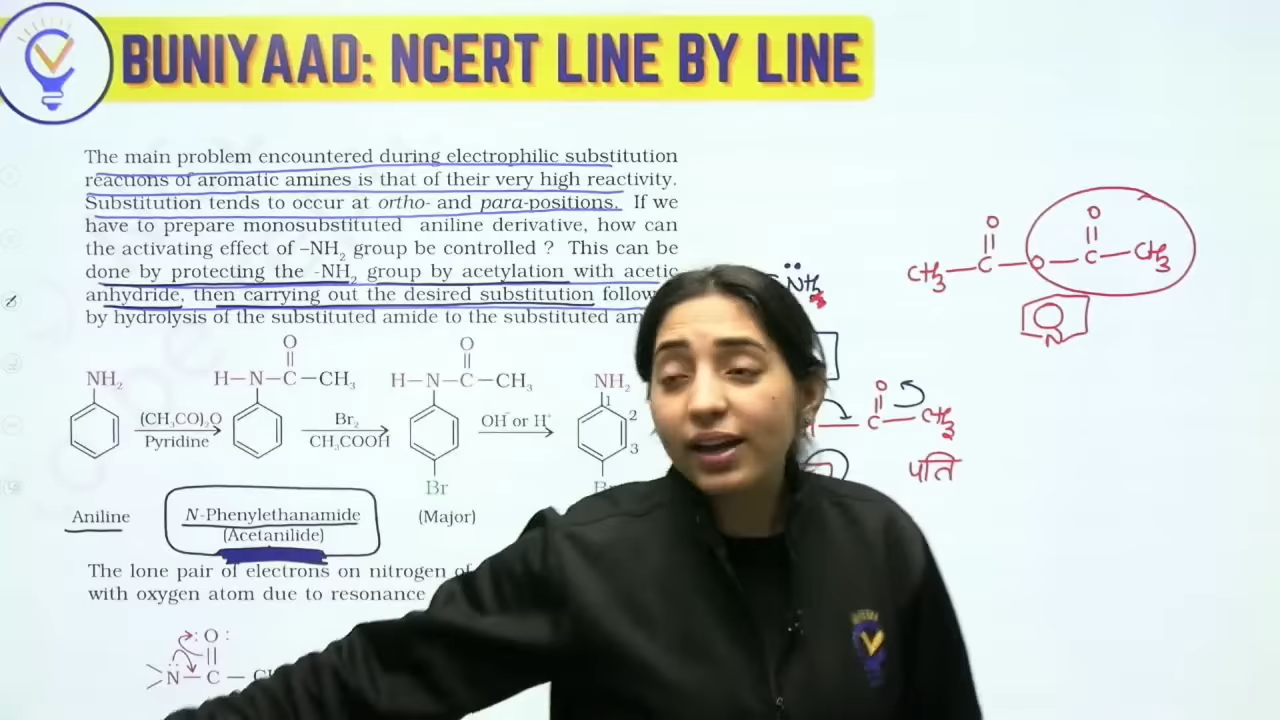 BUNIYAAD: NCERT LINE BY LINE
The main problem encountered during electrophilic substitution
reactions of aromatic amines is that of their very high reactivity.
Substitution tends to occur at ortho- and para-positions. If we
have to prepare monosubstituted aniline derivative, how can
the activating effect of –NH₂ group be controlled ? This can be
done by protecting the -NH₂ group by acetylation with acetic
anhydride, then carrying out the desired substitution
by hydrolysis of the substituted amide to the substituted
NH₂
(CH₃CO)₂O
Pyridine
Aniline
O
H–N–C–CH₃
N-Phenylethanamide
(Acetanilide)
Br₂
CH₃COOH
O
H–N–C–CH₃
Br
(Major)
OH⁻ or H⁺
NH₂
1
2
3
The lone pair of electrons on nitrogen
with oxygen atom due to resonance
:O:
N–C–
O
O
CH₃–C–O–C–CH₃
N
NH₂
O
C–CH₃
पति